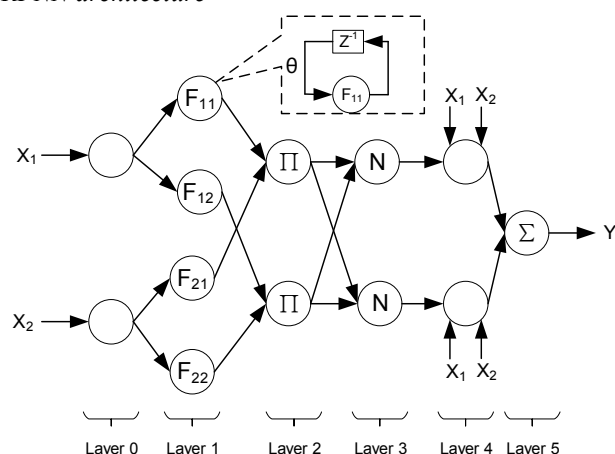 Z⁻¹
θ
F₁₁
F₁₁
X₁ X₂
X₁
Π N
F₁₂
Σ Y
F₂₁
X₂
Π N
F₂₂
X₁ X₂
Layer 0 Layer 1 Layer 2 Layer 3 Layer 4 Layer 5